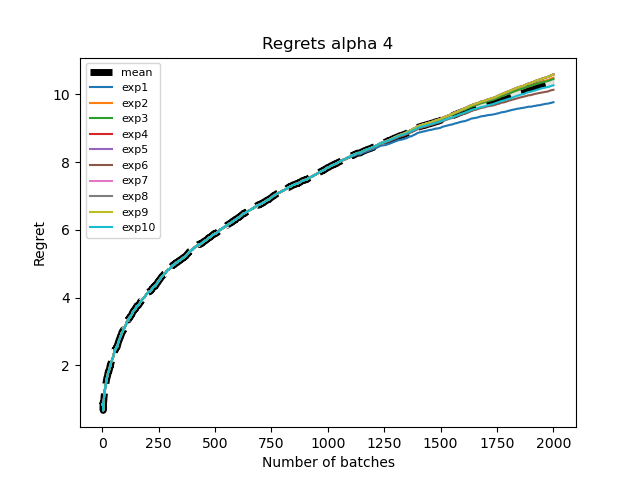 Regrets alpha 4
Regret
10
8
6
4
2
mean
exp1
exp2
exp3
exp4
exp5
exp6
exp7
exp8
exp9
exp10
0 250 500 750 1000 1250 1500 1750 2000
Number of batches